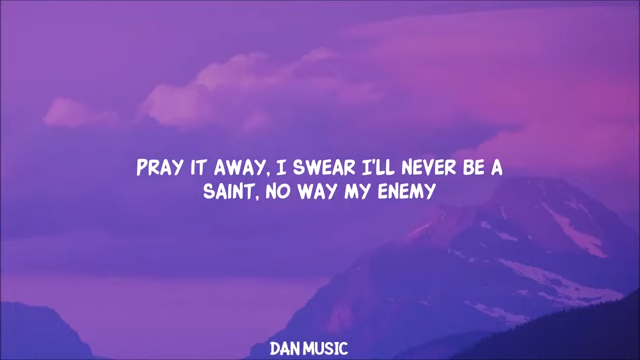 PRAY IT AWAY, I SWEAR I'LL NEVER BE A
SAINT, NO WAY MY ENEMY
DAN MUSIC